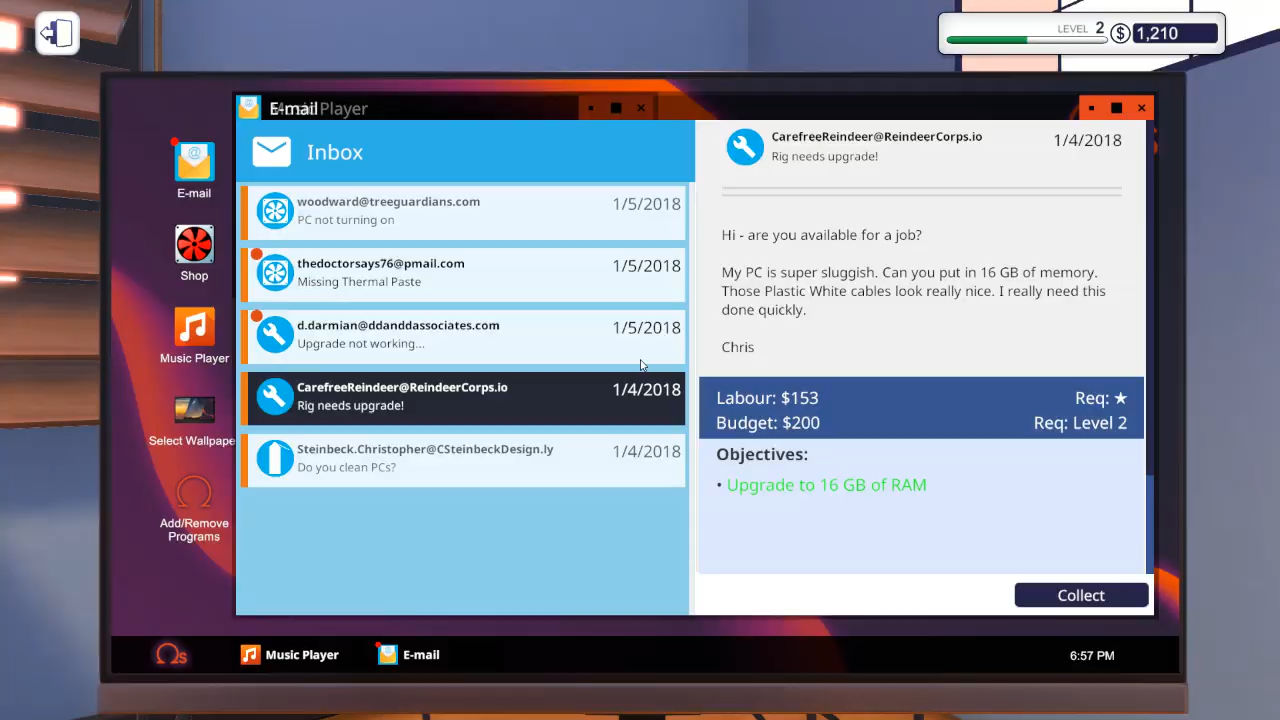 LEVEL 2
$ 1,210
E-mail
Player
E-mail
Shop
Music Player
Select Wallpape
Add/Remove
Programs
Inbox
woodward@treeguardians.com
1/5/2018
PC not turning on
thedoctorsays76@pmail.com
1/5/2018
Missing Thermal Paste
d.darmian@ddanddassociates.com
1/5/2018
Upgrade not working...
CarefreeReindeer@ReindeerCorps.io
1/4/2018
Rig needs upgrade!
Steinbeck.Christopher@CSteinbeckDesign.ly
1/4/2018
Do you clean PCs?
CarefreeReindeer@ReindeerCorps.io
1/4/2018
Rig needs upgrade!
Hi - are you available for a job?
My PC is super sluggish. Can you put in 16 GB of memory.
Those Plastic White cables look really nice. I really need this
done quickly.
Chris
Labour: $153
Req: ★
Budget: $200
Req: Level 2
Objectives:
• Upgrade to 16 GB of RAM
Collect
Ωs
Music Player
E-mail
6:57 PM